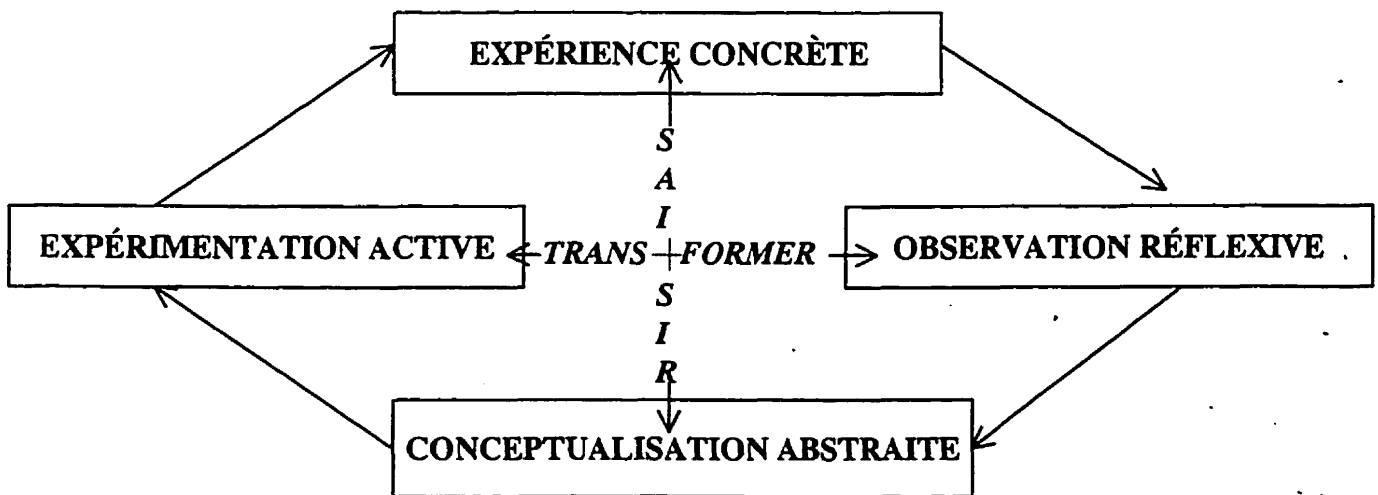 EXPÉRIENCE CONCRÈTE
S
A
I
EXPÉRIMENTATION ACTIVE
TRANS
FORMER
OBSERVATION RÉFLEXIVE
S
I
R
CONCEPTUALISATION ABSTRAITE